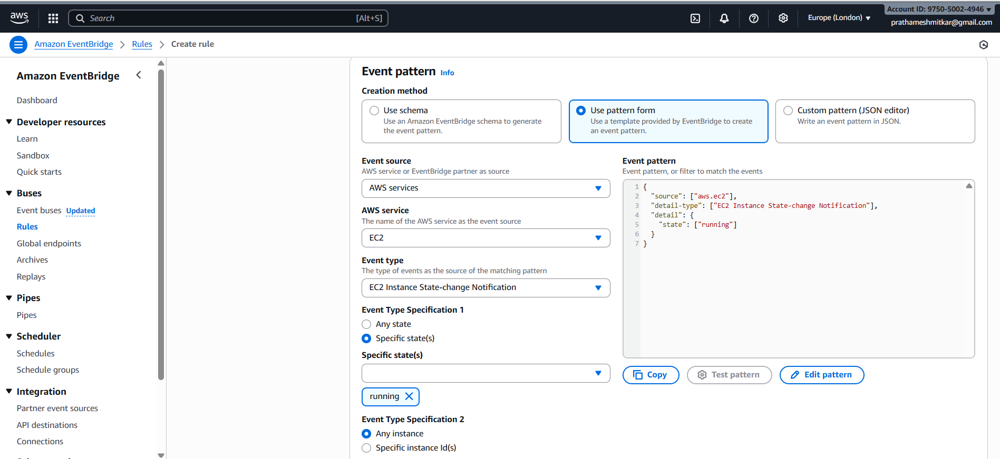 aws
Search
[Alt+S]
Europe (London)
Account ID: 9750-5002-4946
prathameshmitkar@gmail.com
Amazon EventBridge
Rules
Create rule
Amazon EventBridge
Dashboard
Developer resources
Learn
Sandbox
Quick starts
Buses
Event buses Updated
Rules
Global endpoints
Archives
Replays
Pipes
Pipes
Scheduler
Schedules
Schedule groups
Integration
Partner event sources
API destinations
Connections
Event pattern Info
Creation method
Use schema
Use an Amazon EventBridge schema to generate
the event pattern.
Use pattern form
Use a template provided by EventBridge to create
an event pattern.
Custom pattern (JSON editor)
Write an event pattern in JSON.
Event source
AWS service or EventBridge partner as source
AWS services
AWS service
The name of the AWS service as the event source
EC2
Event type
The type of events as the source of the matching pattern
EC2 Instance State-change Notification
Event Type Specification 1
Any state
Specific state(s)
Specific state(s)
running
Event Type Specification 2
Any instance
Specific instance Id(s)
Event pattern
Event pattern, or filter to match the events
1 {
2 "source": ["aws.ec2"],
3 "detail-type": ["EC2 Instance State-change Notification"],
4 "detail": {
5 "state": ["running"]
6 }
7 }
Copy
Test pattern
Edit pattern